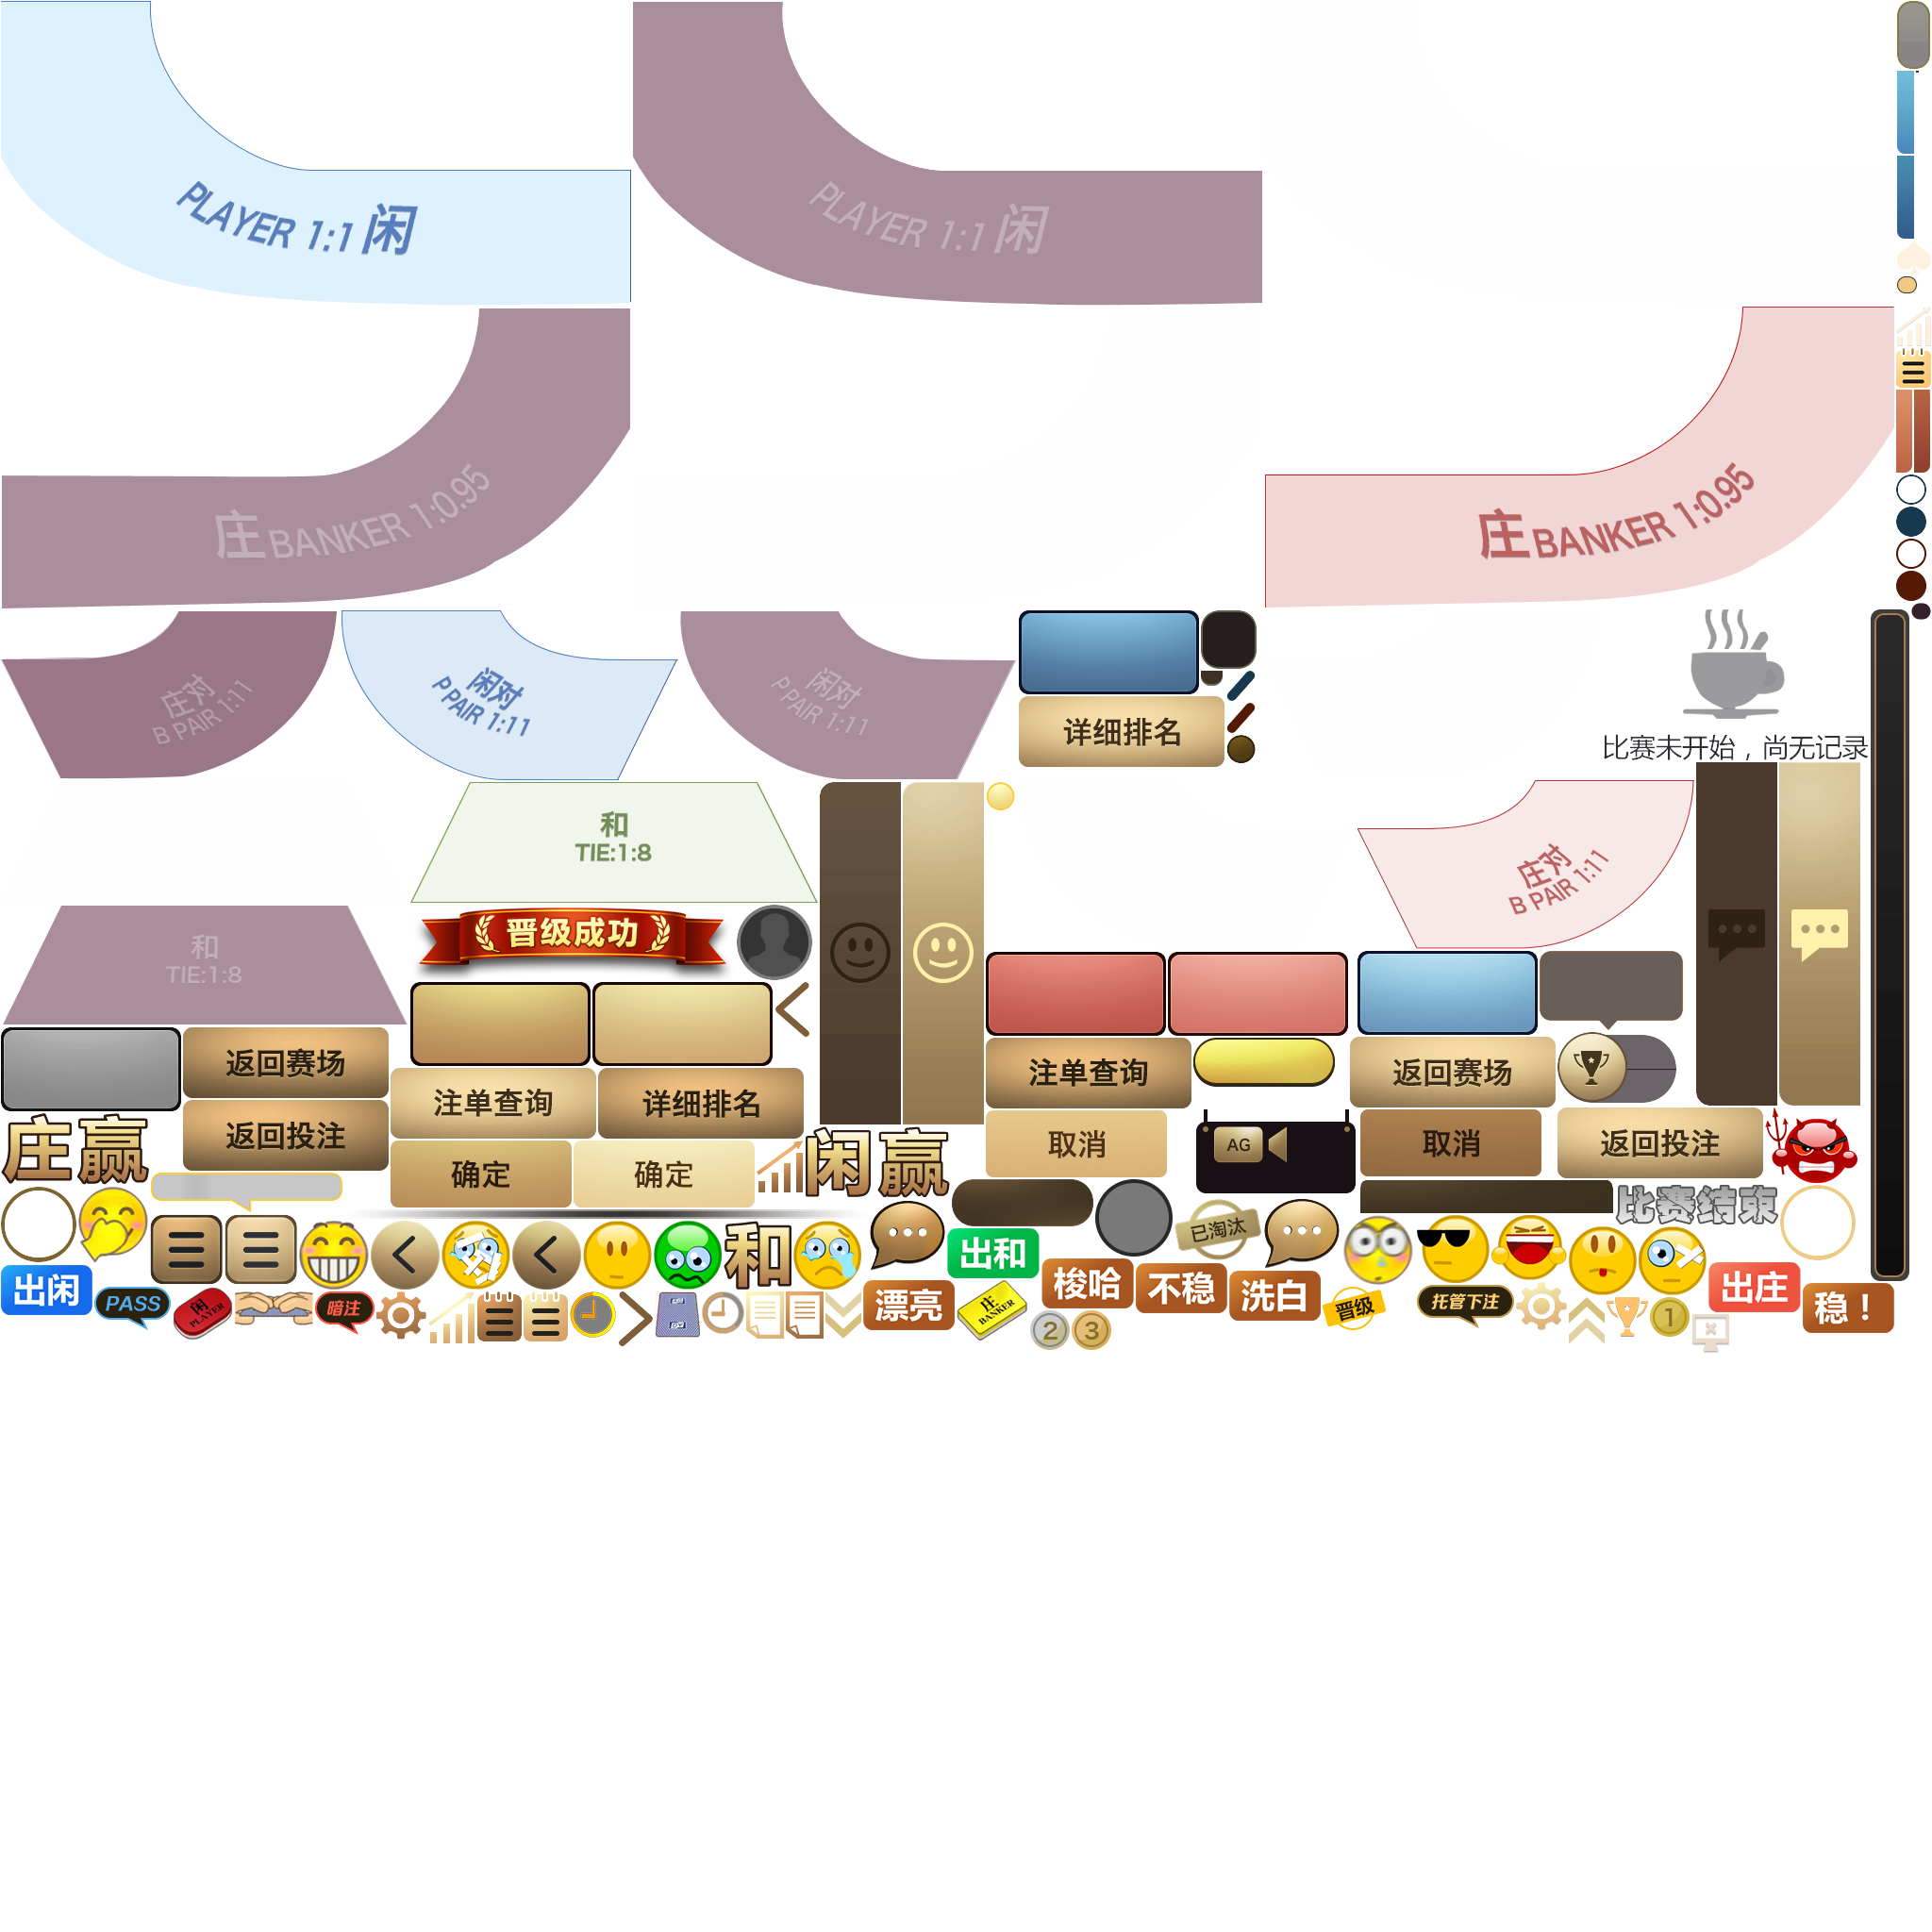 PLAYER 1:1 闲
PLAYER 1:1 闲
庄 BANKER 1:0.95
庄 BANKER 1:0.95
庄对
B PAIR 1:11
闲对
P PAIR 1:11
闲对
P PAIR 1:11
详细排名
比赛未开始，尚无记录
和
TIE:1:8
庄对
B PAIR 1:11
和
TIE:1:8
晋级成功
返回赛场
注单查询
详细排名
注单查询
返回赛场
返回投注
庄赢
确定
确定
闲赢
取消
AG
取消
返回投注
比赛结束
和
已淘汰
出和
出闲
PASS
闲
PLAYER
暗注
漂亮
庄
BANKER
梭哈
不稳
洗白
晋级
托管下注
出庄
稳！
2
3
1